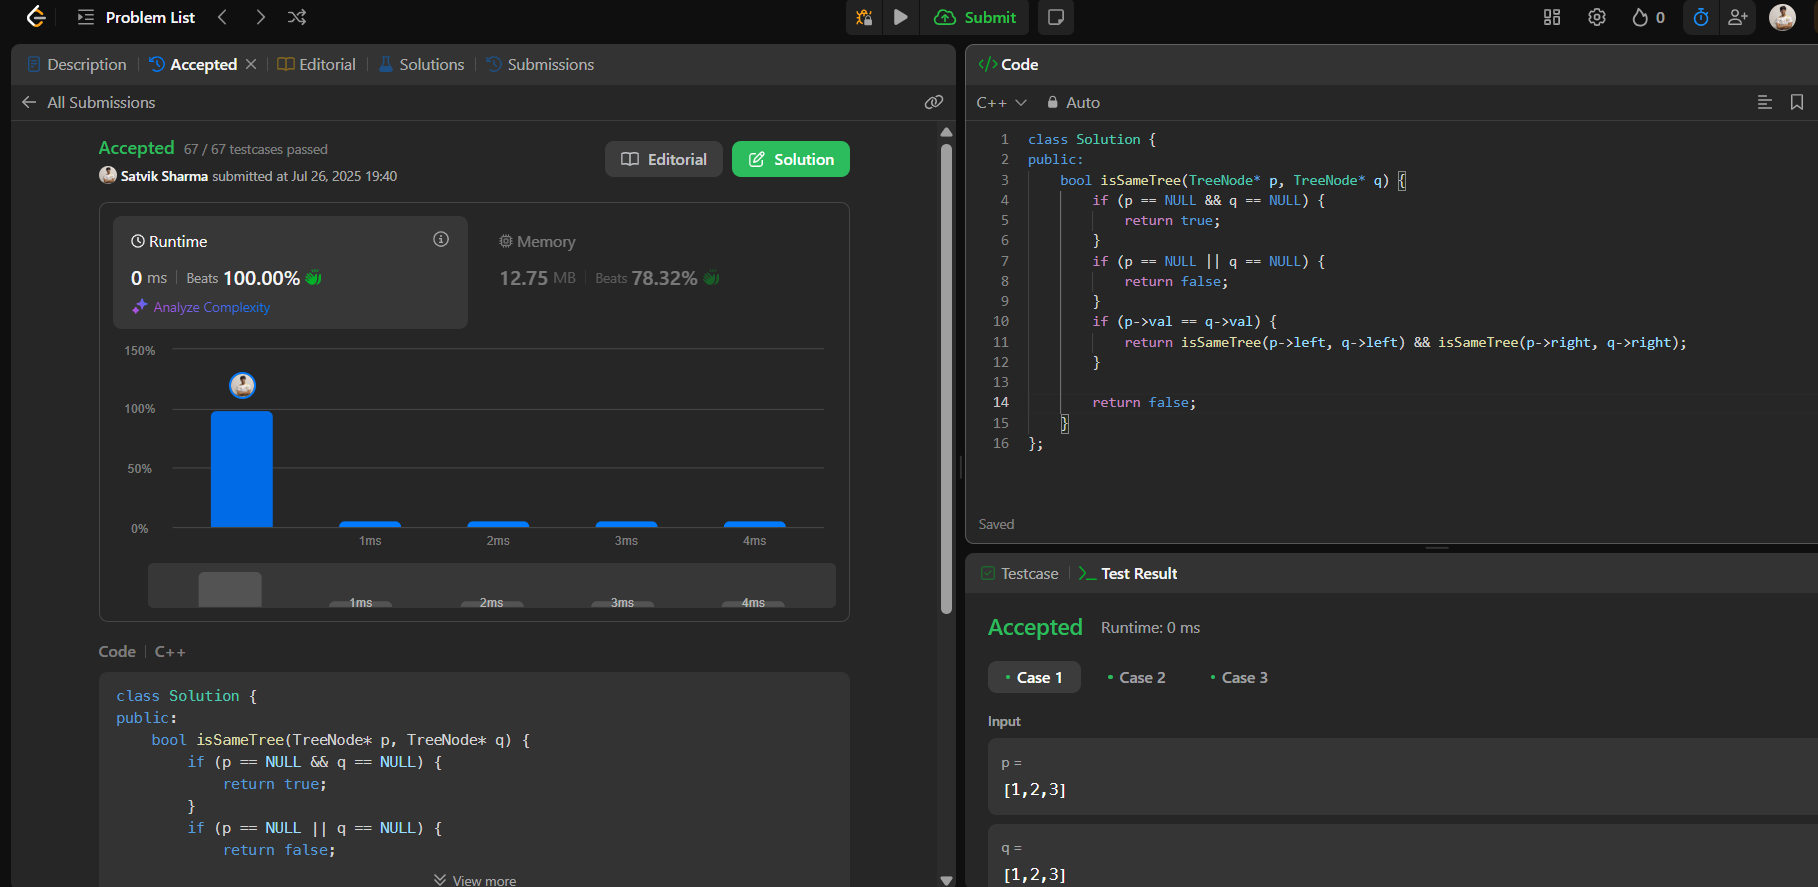 Problem List
Submit
0
Description
Accepted
Editorial
Solutions
Submissions
All Submissions
Accepted 67 / 67 testcases passed
Satvik Sharma submitted at Jul 26, 2025 19:40
Editorial
Solution
Runtime
0 ms Beats 100.00%
Analyze Complexity
Memory
12.75 MB Beats 78.32%
150%
100%
50%
0%
1ms 2ms 3ms 4ms
1ms 2ms 3ms 4ms
Code C++
class Solution {
public:
    bool isSameTree(TreeNode* p, TreeNode* q) {
        if (p == NULL && q == NULL) {
            return true;
        }
        if (p == NULL || q == NULL) {
            return false;
View more
Code
C++ Auto
1 class Solution {
2 public:
3     bool isSameTree(TreeNode* p, TreeNode* q) {
4         if (p == NULL && q == NULL) {
5             return true;
6         }
7         if (p == NULL || q == NULL) {
8             return false;
9         }
10         if (p->val == q->val) {
11             return isSameTree(p->left, q->left) && isSameTree(p->right, q->right);
12         }
13
14         return false;
15     }
16 };
Saved
Testcase
Test Result
Accepted Runtime: 0 ms
Case 1
Case 2
Case 3
Input
p =
[1,2,3]
q =
[1,2,3]